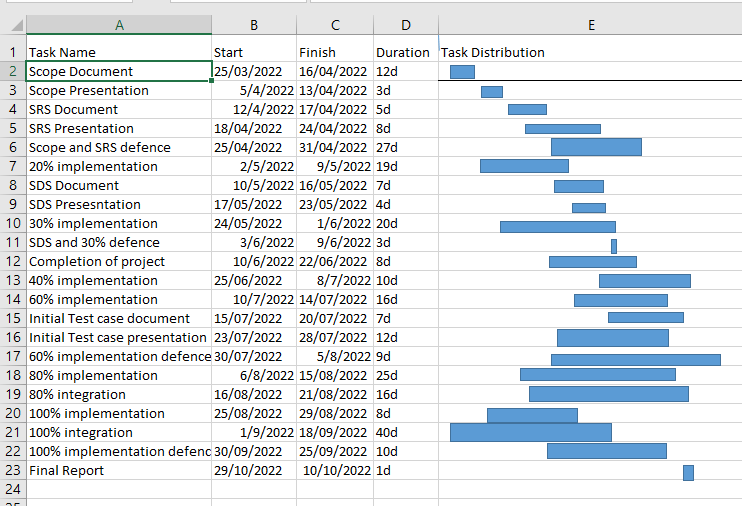 A B C D E
1 Task Name Start Finish Duration Task Distribution
2 Scope Document 25/03/2022 16/04/2022 12d
3 Scope Presentation 5/4/2022 13/04/2022 3d
4 SRS Document 12/4/2022 17/04/2022 5d
5 SRS Presentation 18/04/2022 24/04/2022 8d
6 Scope and SRS defence 25/04/2022 31/04/2022 27d
7 20% implementation 2/5/2022 9/5/2022 19d
8 SDS Document 10/5/2022 16/05/2022 7d
9 SDS Presesntation 17/05/2022 23/05/2022 4d
10 30% implementation 24/05/2022 1/6/2022 20d
11 SDS and 30% defence 3/6/2022 9/6/2022 3d
12 Completion of project 10/6/2022 22/06/2022 8d
13 40% implementation 25/06/2022 8/7/2022 10d
14 60% implementation 10/7/2022 14/07/2022 16d
15 Initial Test case document 15/07/2022 20/07/2022 7d
16 Initial Test case presentation 23/07/2022 28/07/2022 12d
17 60% implementation defence 30/07/2022 5/8/2022 9d
18 80% implementation 6/8/2022 15/08/2022 25d
19 80% integration 16/08/2022 21/08/2022 16d
20 100% implementation 25/08/2022 29/08/2022 8d
21 100% integration 1/9/2022 18/09/2022 40d
22 100% implementation defenc 30/09/2022 25/09/2022 10d
23 Final Report 29/10/2022 10/10/2022 1d
24